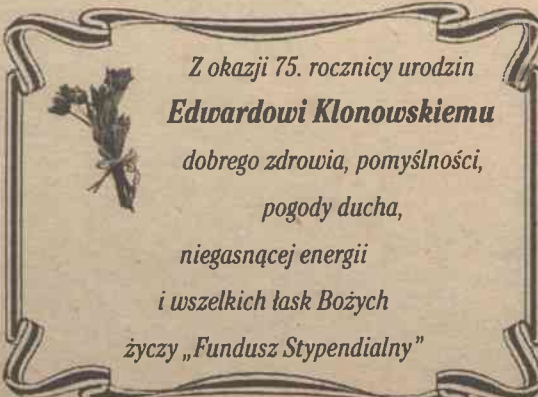 Z okazji 75. rocznicy urodzin
Edwardowi Klonowskiemu
dobrego zdrowia, pomyślności,
pogody ducha,
niegasnącej energii
i wszelkich łask Bożych
życzy „Fundusz Stypendialny”